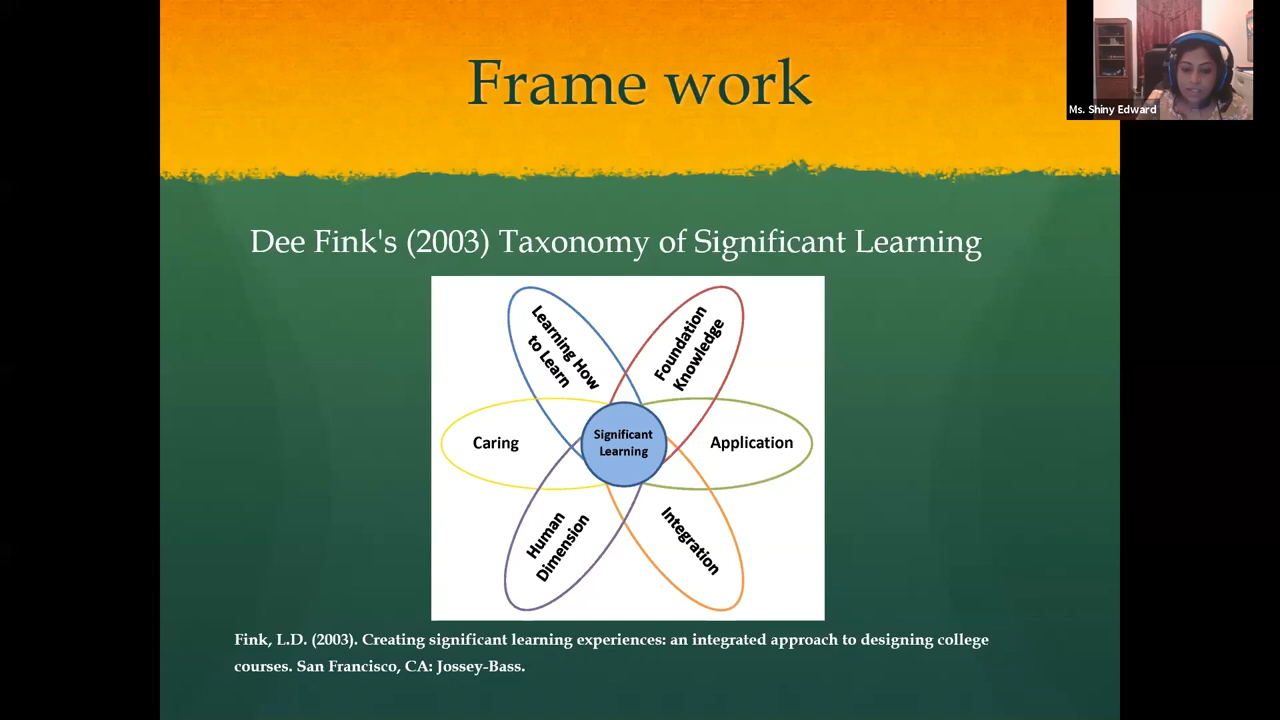 Frame work
Ms. Shiny Edward
Dee Fink's (2003) Taxonomy of Significant Learning
Learning How
to Learn
Foundation
Knowledge
Caring
Significant
Learning
Application
Human
Dimension
Integration
Fink, L.D. (2003). Creating significant learning experiences: an integrated approach to designing college
courses. San Francisco, CA: Jossey-Bass.